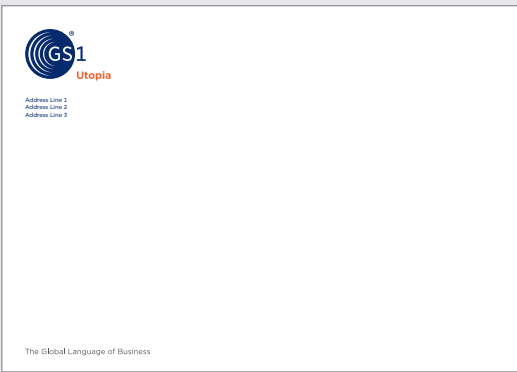 GS1®
Utopia
Address Line 1
Address Line 2
Address Line 3
The Global Language of Business